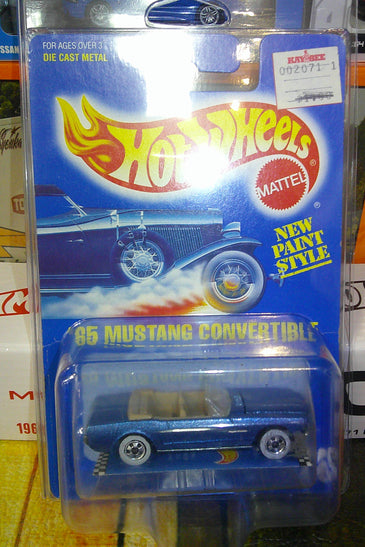 FOR AGES OVER 3
DIE CAST METAL
KAY·BEE
002071 1
Hot Wheels
MATTEL
NEW
PAINT
STYLE
65 MUSTANG CONVERTIBLE